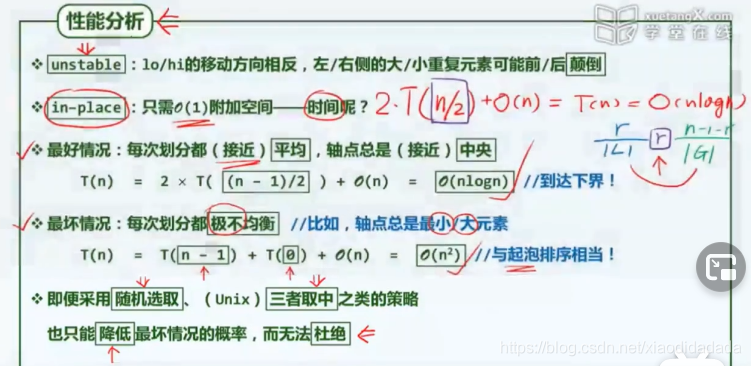 性能分析
xuetangX.com
学堂在线
❖ unstable：lo/hi的移动方向相反，左/右侧的大/小重复元素可能前/后颠倒
❖ in-place：只需O(1)附加空间——时间呢？ 2·T(n/2)+O(n) = T(n) = O(nlogn)
r r n-1-r
|L| |G|
❖ 最好情况：每次划分都（接近）平均，轴点总是（接近）中央
T(n) = 2 × T( (n - 1)/2 ) + O(n) = O(nlogn) //到达下界！
❖ 最坏情况：每次划分都极不均衡 //比如，轴点总是最小/大元素
T(n) = T( n - 1 ) + T( 0 ) + O(n) = O(n²) //与起泡排序相当！
❖ 即便采用随机选取、（Unix）三者取中之类的策略
也只能降低最坏情况的概率，而无法杜绝
https://blog.csdn.net/xiaodidadada